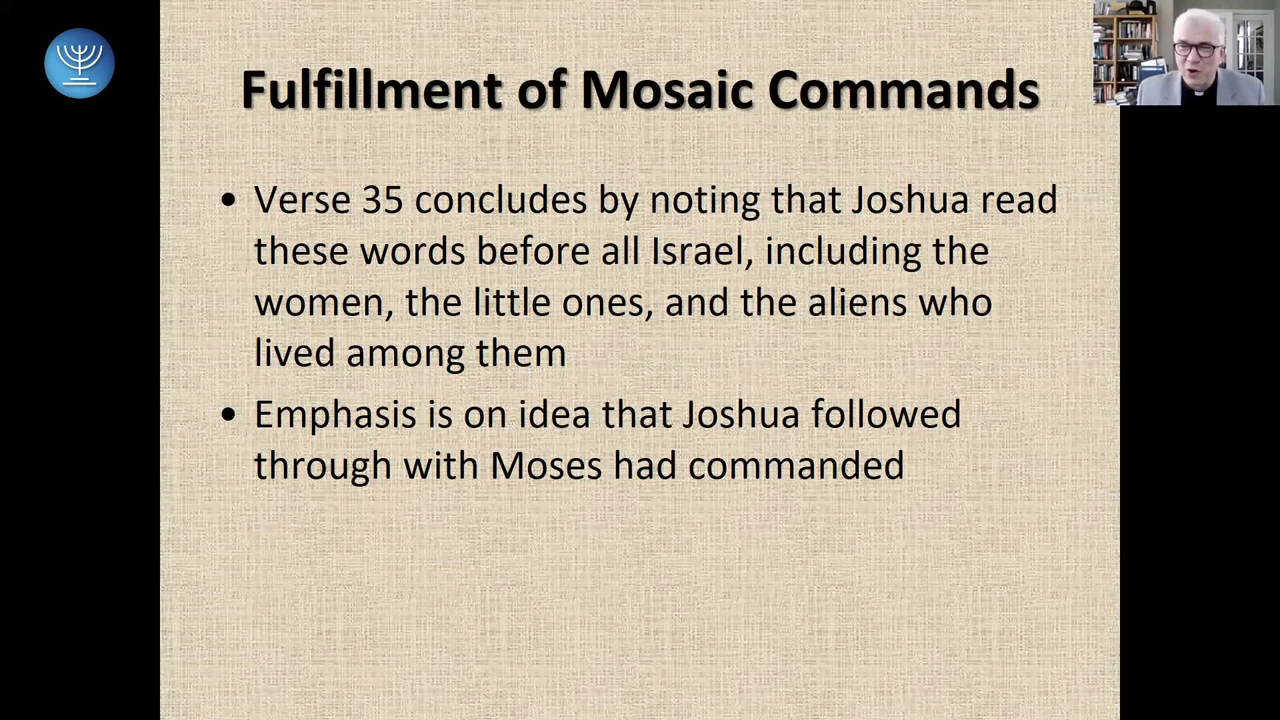 Fulfillment of Mosaic Commands
• Verse 35 concludes by noting that Joshua read
these words before all Israel, including the
women, the little ones, and the aliens who
lived among them
• Emphasis is on idea that Joshua followed
through with Moses had commanded